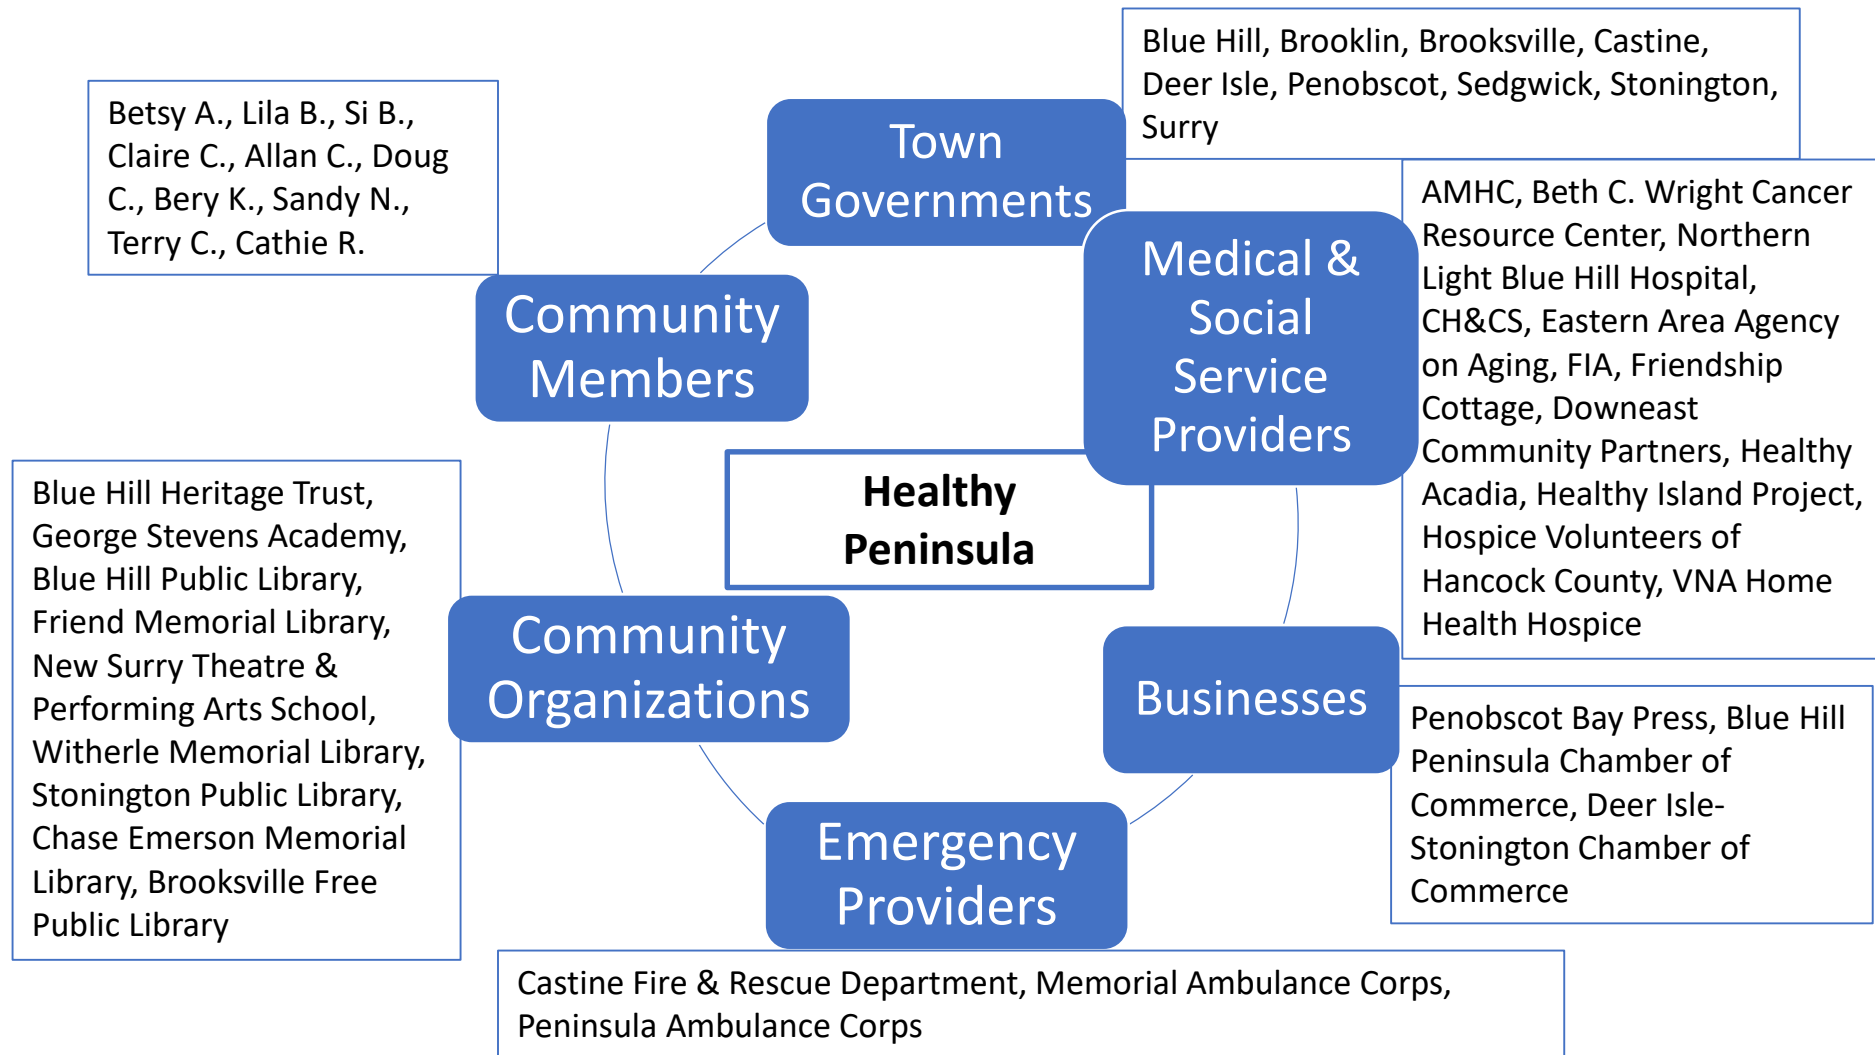 Blue Hill, Brooklin, Brooksville, Castine,
Deer Isle, Penobscot, Sedgwick, Stonington,
Surry
Betsy A., Lila B., Si B.,
Claire C., Allan C., Doug
C., Bery K., Sandy N.,
Terry C., Cathie R.
Town
Governments
AMHC, Beth C. Wright Cancer
Resource Center, Northern
Light Blue Hill Hospital,
CH&CS, Eastern Area Agency
on Aging, FIA, Friendship
Cottage, Downeast
Community Partners, Healthy
Acadia, Healthy Island Project,
Hospice Volunteers of
Hancock County, VNA Home
Health Hospice
Medical &
Social
Service
Providers
Community
Members
Healthy
Peninsula
Blue Hill Heritage Trust,
George Stevens Academy,
Blue Hill Public Library,
Friend Memorial Library,
New Surry Theatre &
Performing Arts School,
Witherle Memorial Library,
Stonington Public Library,
Chase Emerson Memorial
Library, Brooksville Free
Public Library
Community
Organizations
Businesses
Penobscot Bay Press, Blue Hill
Peninsula Chamber of
Commerce, Deer Isle-
Stonington Chamber of
Commerce
Emergency
Providers
Castine Fire & Rescue Department, Memorial Ambulance Corps,
Peninsula Ambulance Corps